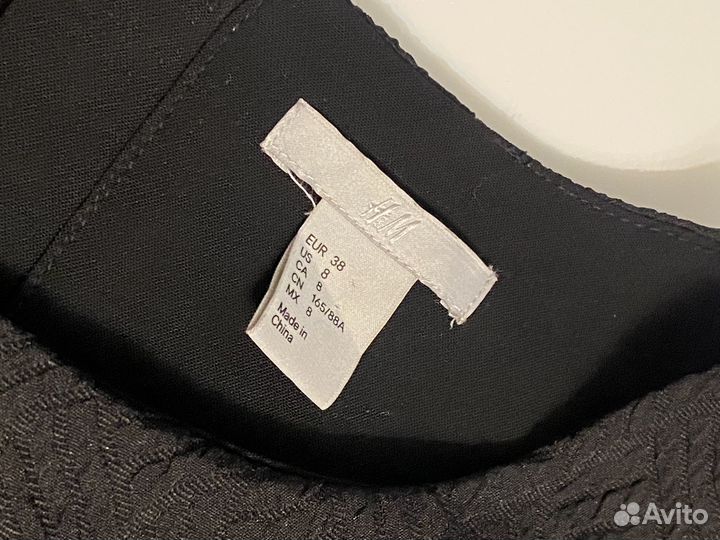 H&M
EUR 38
US 8
CA 8
CN 165/88A
MX 8
Made in
China
Avito